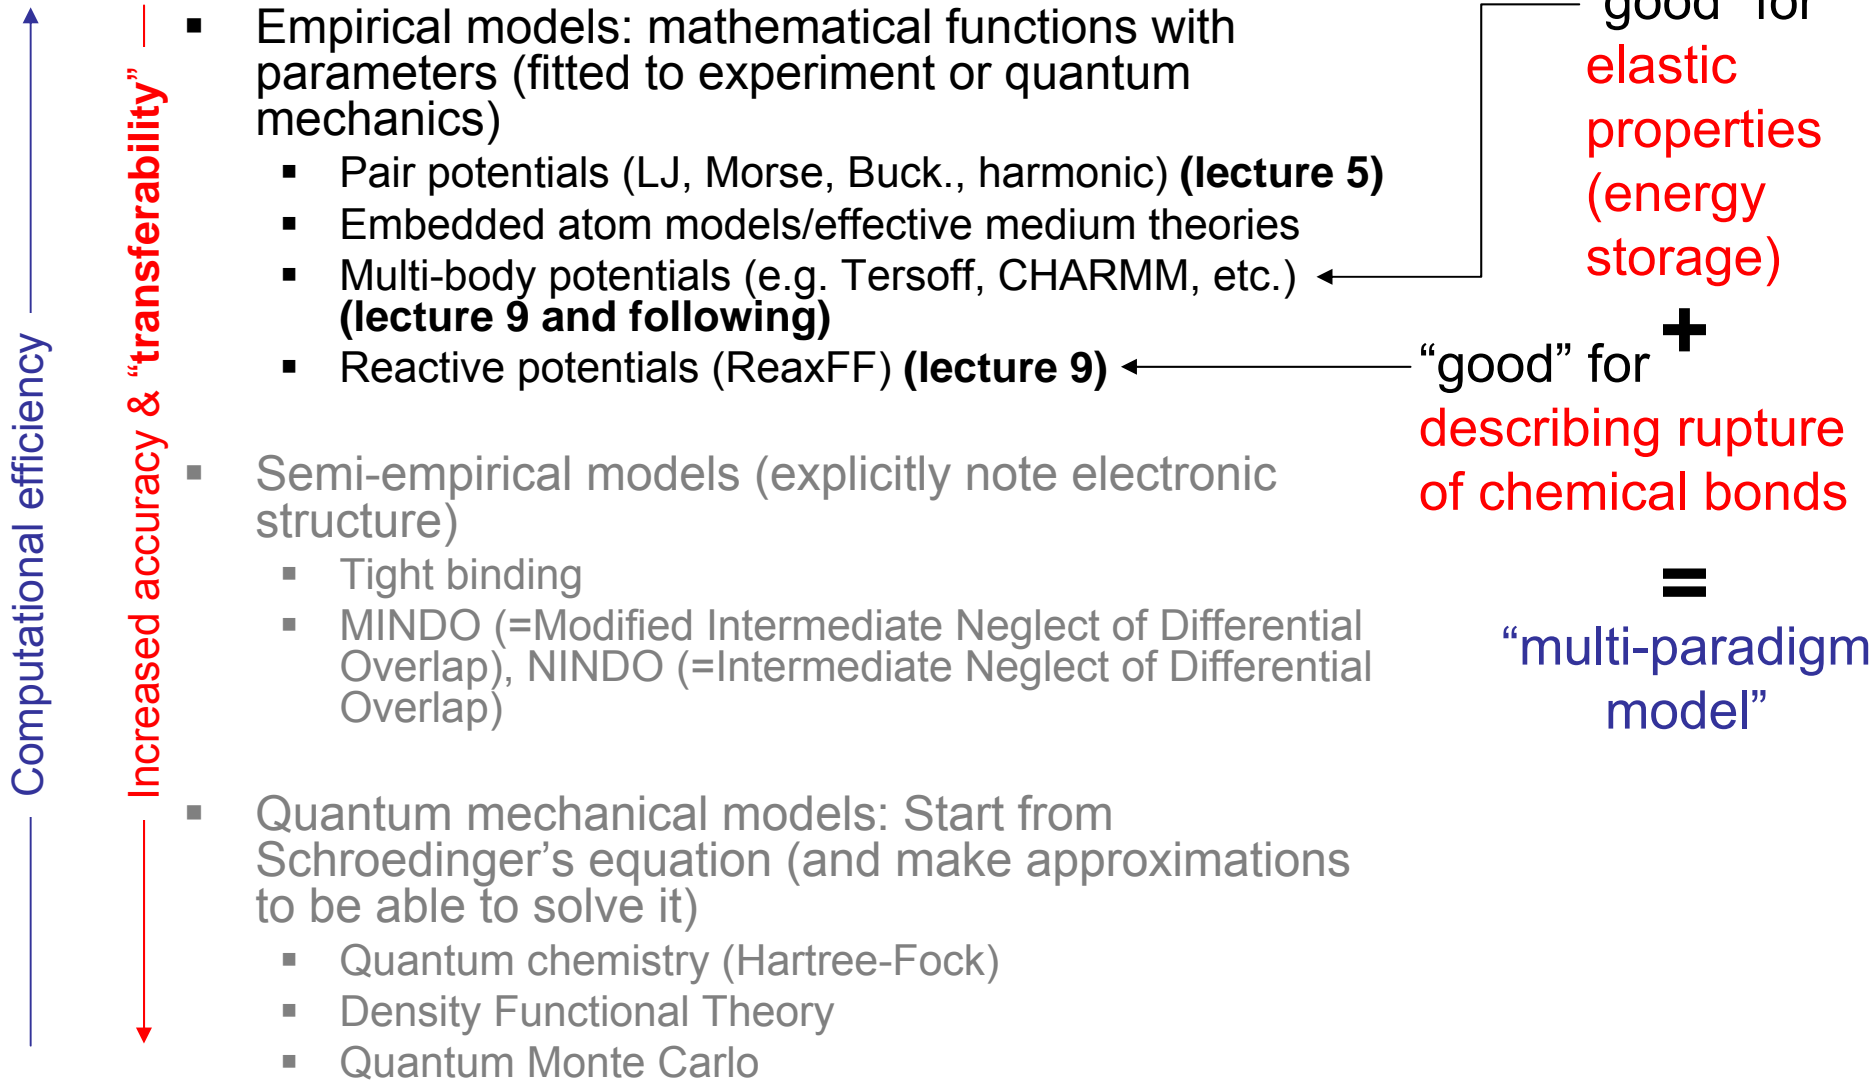 Computational efficiency
Increased accuracy & “transferability”
▪ Empirical models: mathematical functions with
parameters (fitted to experiment or quantum
mechanics)
▪ Pair potentials (LJ, Morse, Buck., harmonic) (lecture 5)
▪ Embedded atom models/effective medium theories
▪ Multi-body potentials (e.g. Tersoff, CHARMM, etc.)
(lecture 9 and following)
▪ Reactive potentials (ReaxFF) (lecture 9)
▪ Semi-empirical models (explicitly note electronic
structure)
▪ Tight binding
▪ MINDO (=Modified Intermediate Neglect of Differential
Overlap), NINDO (=Intermediate Neglect of Differential
Overlap)
▪ Quantum mechanical models: Start from
Schroedinger’s equation (and make approximations
to be able to solve it)
▪ Quantum chemistry (Hartree-Fock)
▪ Density Functional Theory
▪ Quantum Monte Carlo
“good” for
elastic
properties
(energy
storage)
+
“good” for
describing rupture
of chemical bonds
=
“multi-paradigm
model”